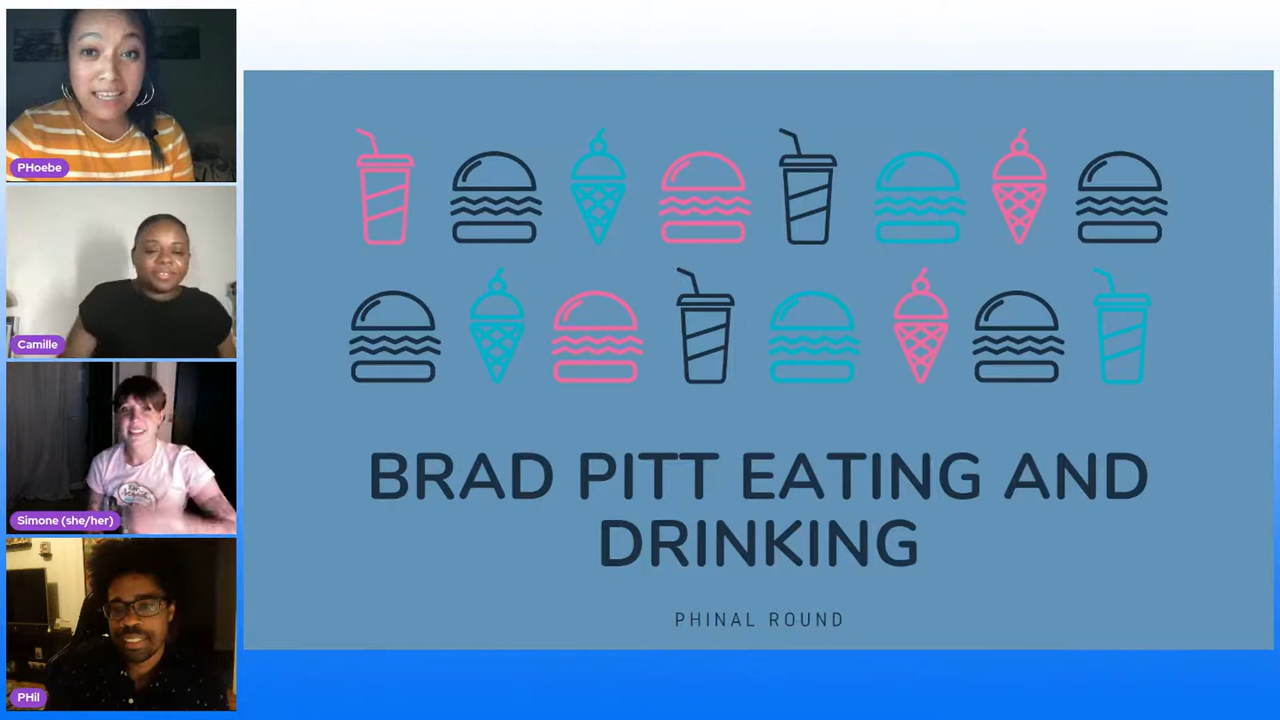 PHoebe
Camille
Simone (she/her)
PHil
BRAD PITT EATING AND
DRINKING
PHINAL ROUND